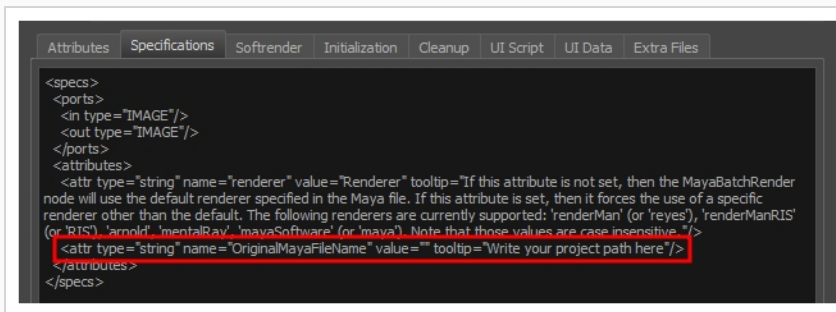 Attributes Specifications Softrender Initialization Cleanup UI Script UI Data Extra Files
<specs>
<ports>
<in type="IMAGE"/>
<out type="IMAGE"/>
</ports>
<attributes>
<attr type="string" name="renderer" value="Renderer" tooltip="If this attribute is not set, then the MayaBatchRender
node will use the default renderer specified in the Maya file. If this attribute is set, then it forces the use of a specific
renderer other than the default. The following renderers are currently supported: 'renderMan' (or 'reyes'), 'renderManRIS'
(or 'RIS'), 'arnold', 'mentalRay', 'mayaSoftware' (or 'maya'). Note that those values are case insensitive."/>
<attr type="string" name="OriginalMayaFileName" value="" tooltip="Write your project path here"/>
</attributes>
</specs>